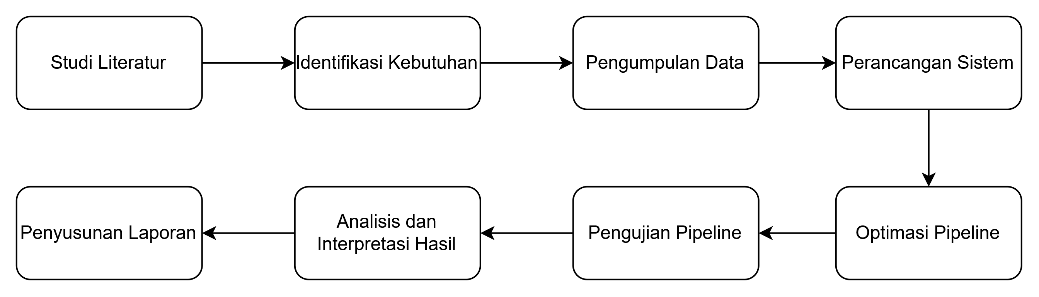 Studi Literatur
Identifikasi Kebutuhan
Pengumpulan Data
Perancangan Sistem
Optimasi Pipeline
Pengujian Pipeline
Analisis dan
Interpretasi Hasil
Penyusunan Laporan